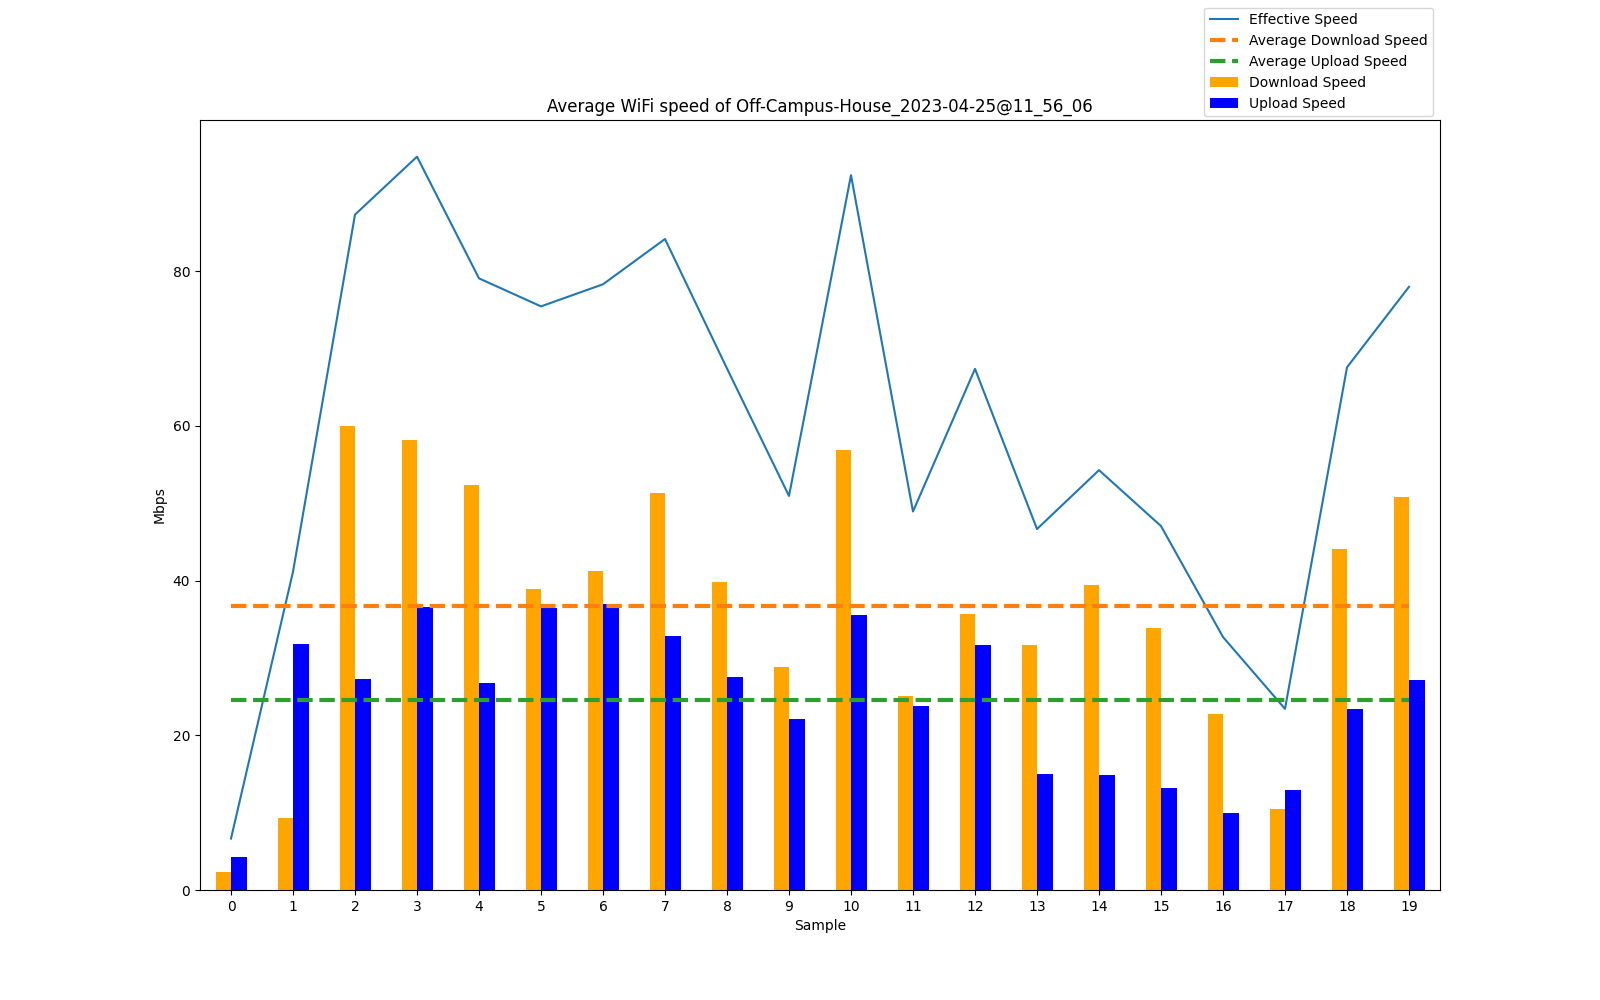 Effective Speed
Average Download Speed
Average Upload Speed
Download Speed
Upload Speed
Average WiFi speed of Off-Campus-House_2023-04-25@11_56_06
80
60
40
20
0
Mbps
0 1 2 3 4 5 6 7 8 9 10 11 12 13 14 15 16 17 18 19
Sample